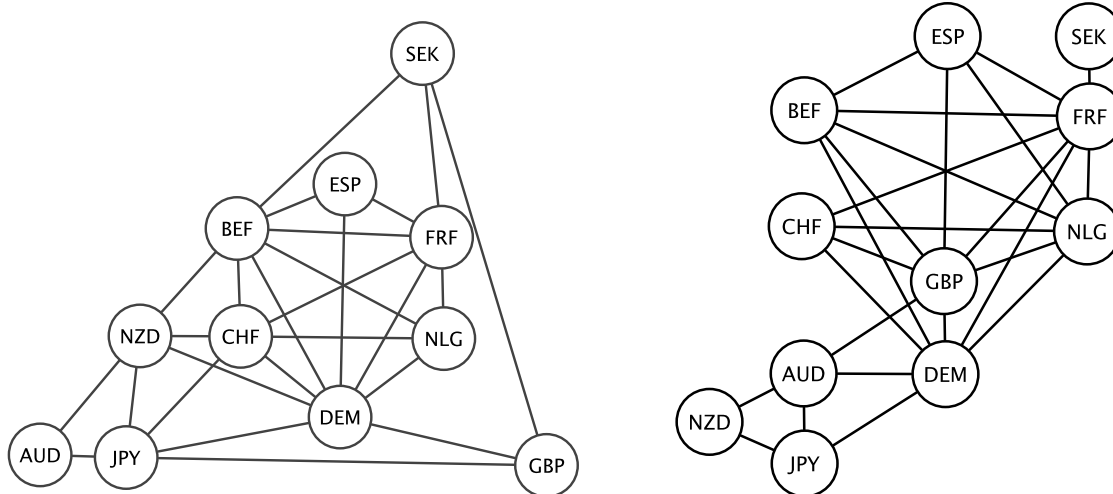 SEK
ESP
BEF
FRF
NZD
CHF
NLG
DEM
AUD
JPY
GBP
ESP
SEK
BEF
FRF
CHF
NLG
GBP
AUD
DEM
NZD
JPY